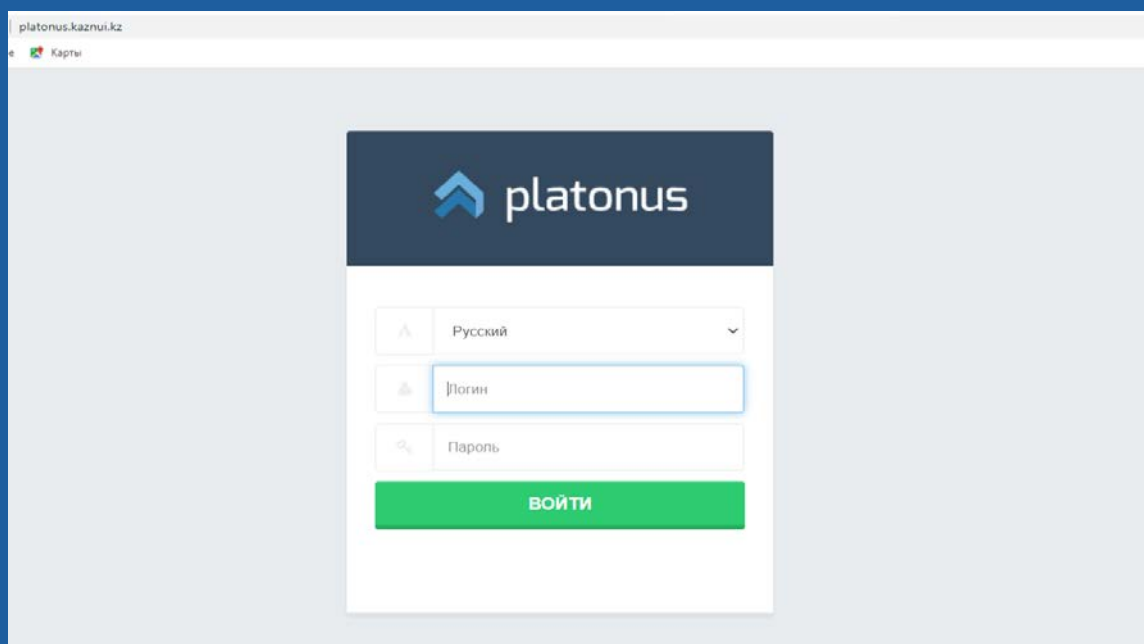 platonus.kaznui.kz
е Карты
platonus
Русский
Логин
Пароль
ВОЙТИ